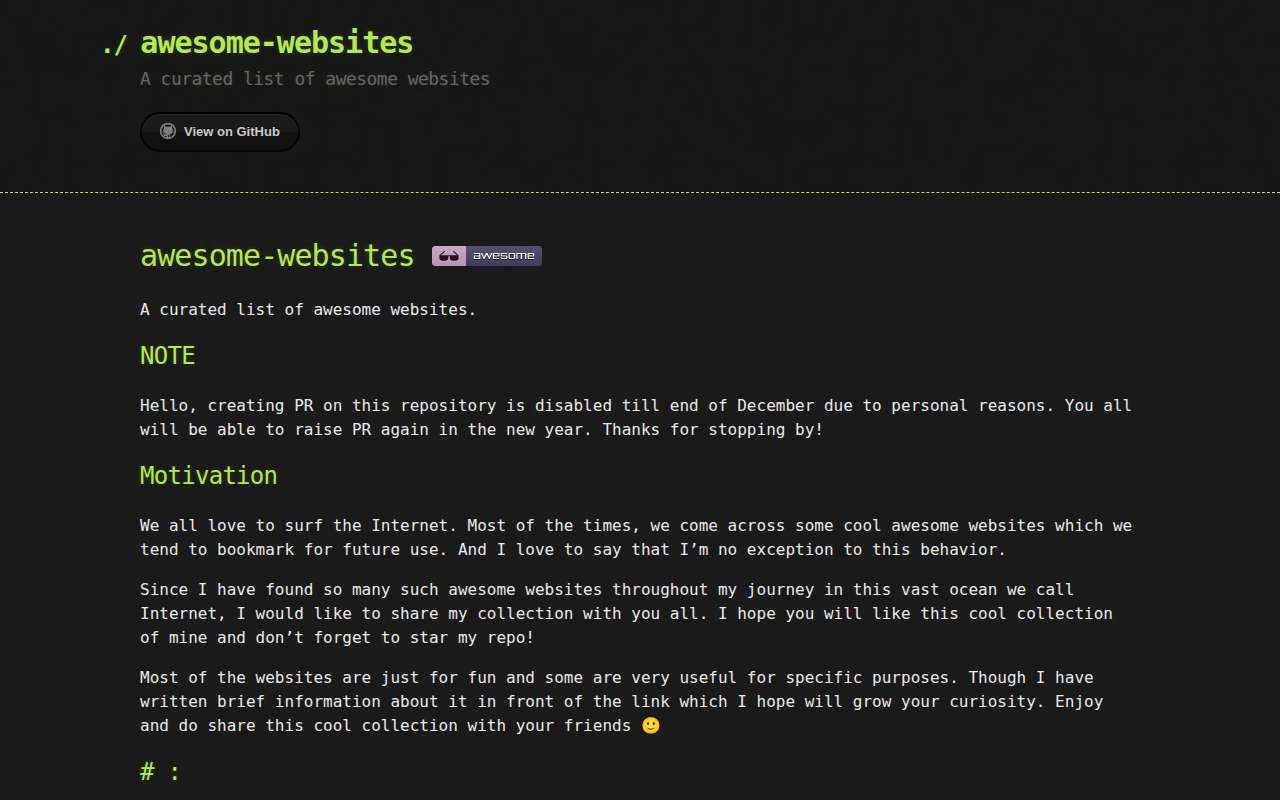 ./ awesome-websites
A curated list of awesome websites
View on GitHub
awesome-websites awesome
A curated list of awesome websites.
NOTE
Hello, creating PR on this repository is disabled till end of December due to personal reasons. You all
will be able to raise PR again in the new year. Thanks for stopping by!
Motivation
We all love to surf the Internet. Most of the times, we come across some cool awesome websites which we
tend to bookmark for future use. And I love to say that I’m no exception to this behavior.
Since I have found so many such awesome websites throughout my journey in this vast ocean we call
Internet, I would like to share my collection with you all. I hope you will like this cool collection
of mine and don’t forget to star my repo!
Most of the websites are just for fun and some are very useful for specific purposes. Though I have
written brief information about it in front of the link which I hope will grow your curiosity. Enjoy
and do share this cool collection with your friends 🙂
# :